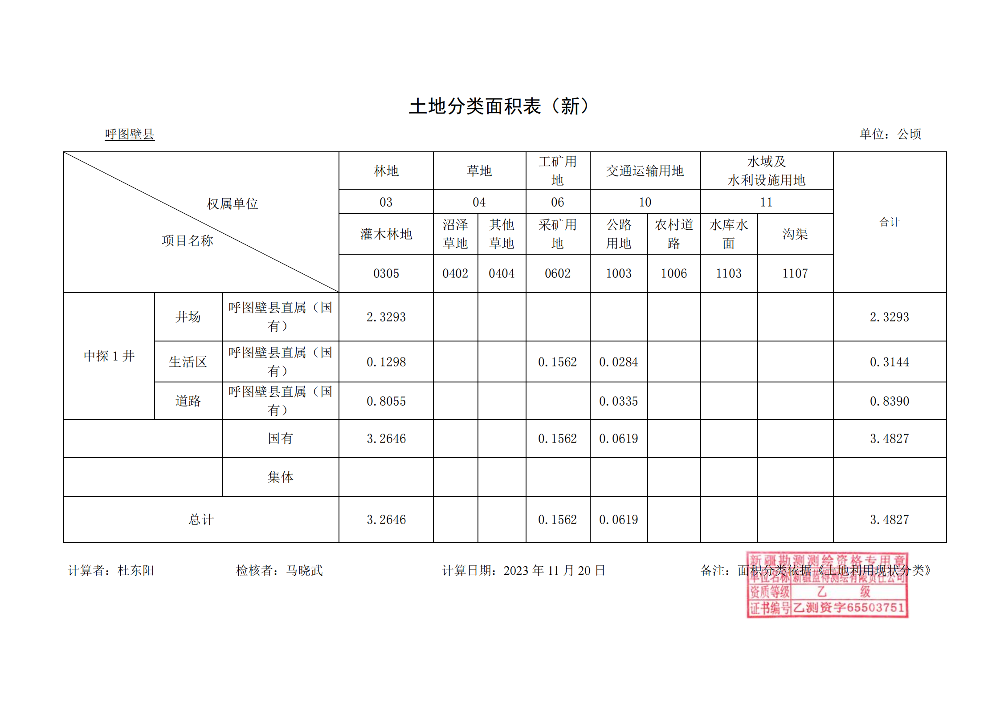 土地分类面积表（新）
呼图壁县 单位：公顷
权属单位
项目名称
林地 草地 工矿用地 交通运输用地 水域及水利设施用地 合计
03 04 06 10 11
灌木林地 沼泽草地 其他草地 采矿用地 公路用地 农村道路 水库水面 沟渠
0305 0402 0404 0602 1003 1006 1103 1107
中探1井
井场 呼图壁县直属（国有） 2.3293 2.3293
生活区 呼图壁县直属（国有） 0.1298 0.1562 0.0284 0.3144
道路 呼图壁县直属（国有） 0.8055 0.0335 0.8390
国有 3.2646 0.1562 0.0619 3.4827
集体
总计 3.2646 0.1562 0.0619 3.4827
计算者：杜东阳 检核者：马晓武 计算日期：2023年11月20日 备注：面积分类依据《土地利用现状分类》
新疆勘测测绘资格专用章
单位名称 新疆蓝得测绘有限责任公司
资质等级 乙 级
证书编号 乙测资字65503751